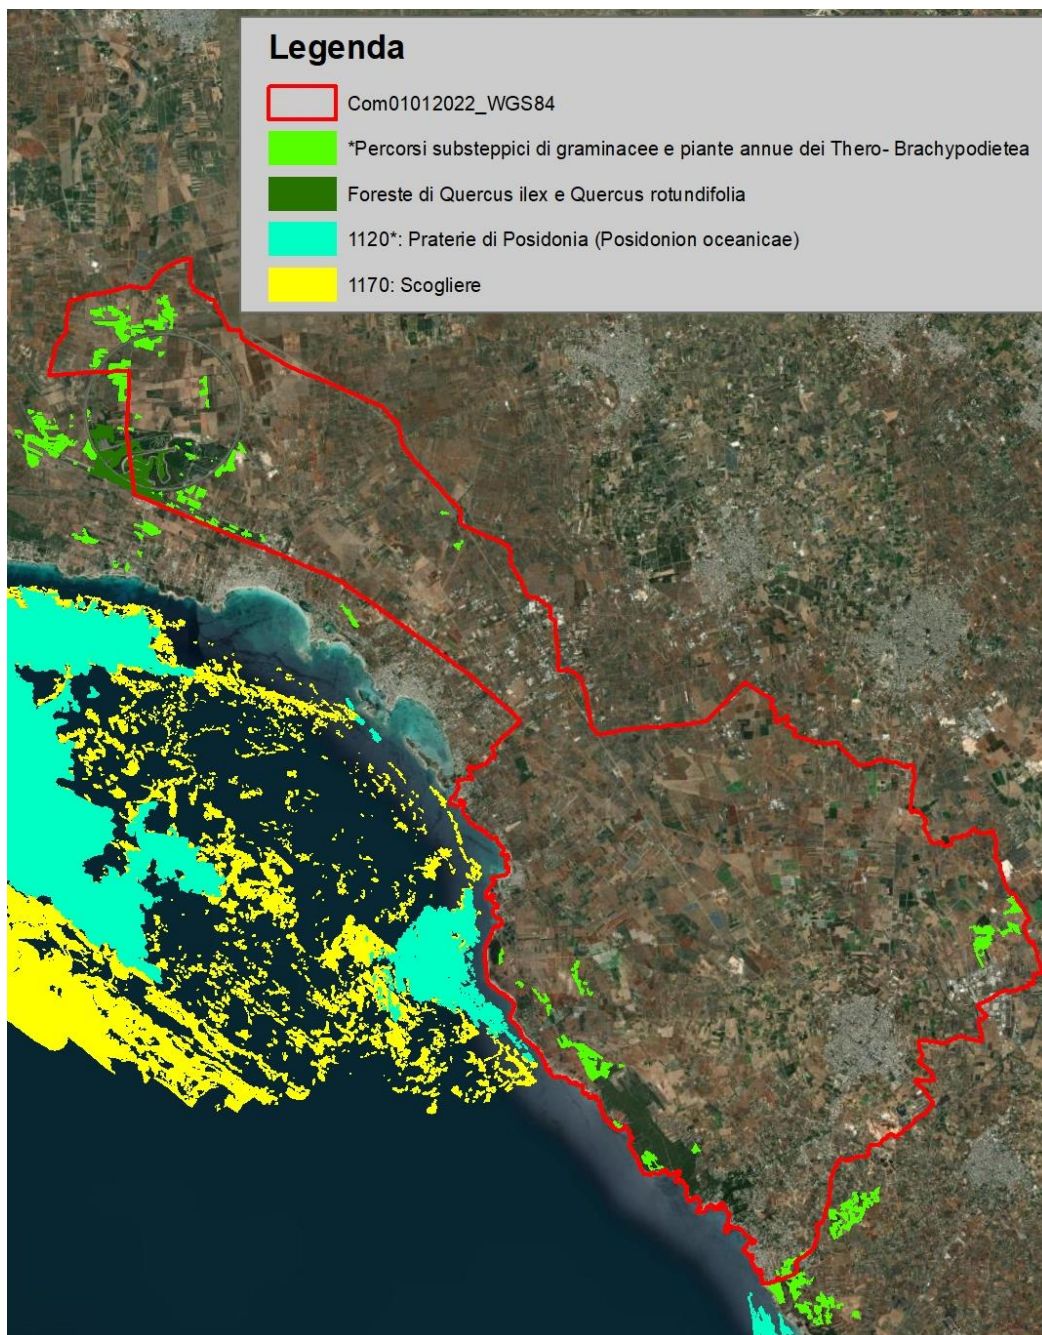 Legenda
Com01012022_WGS84
*Percorsi substeppici di graminacee e piante annue dei Thero- Brachypodietea
Foreste di Quercus ilex e Quercus rotundifolia
1120*: Praterie di Posidonia (Posidonion oceanicae)
1170: Scogliere